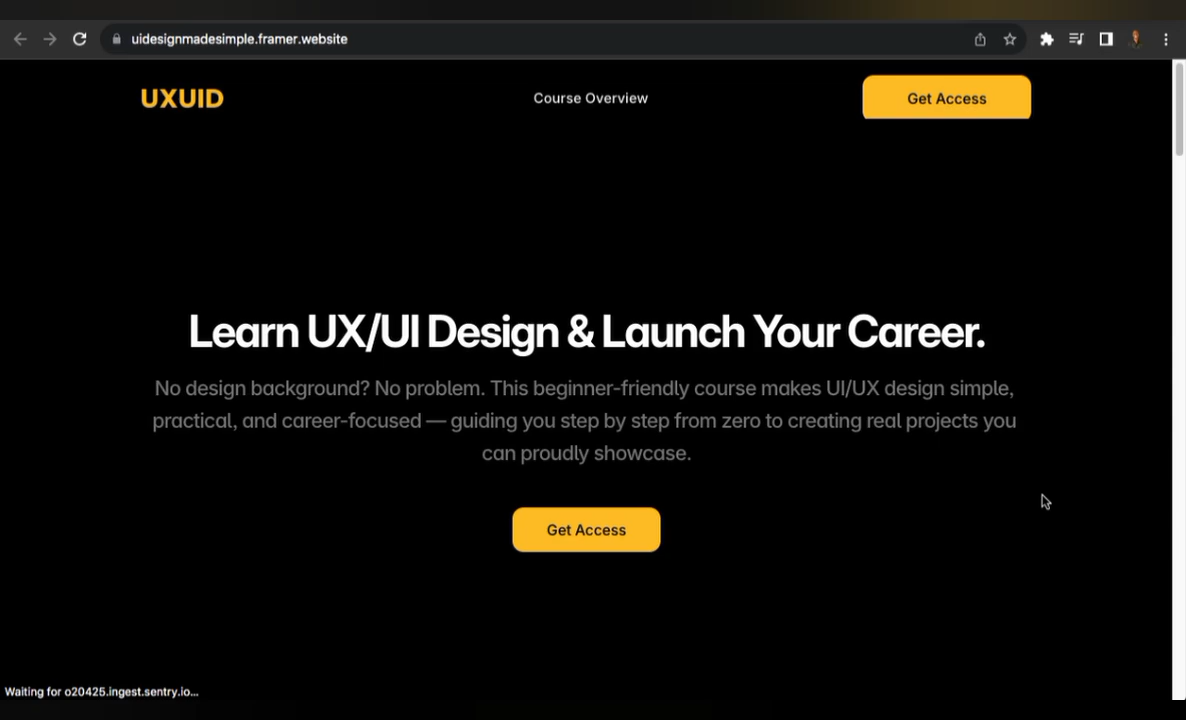 uidesignmadesimple.framer.website
UXUID
Course Overview
Get Access
Learn UX/UI Design & Launch Your Career.
No design background? No problem. This beginner-friendly course makes UI/UX design simple,
practical, and career-focused — guiding you step by step from zero to creating real projects you
can proudly showcase.
Get Access
Waiting for o20425.ingest.sentry.io...